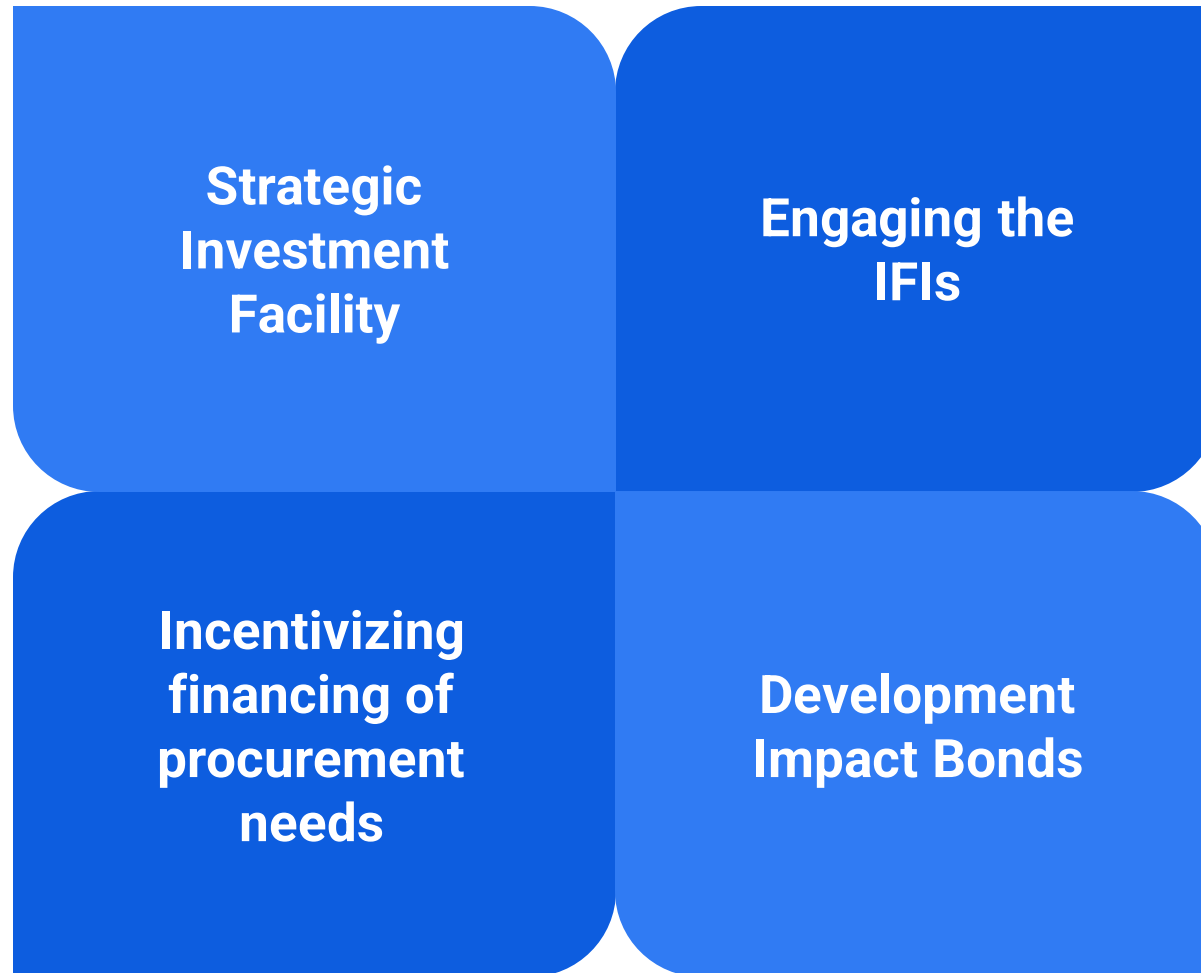 Strategic
Investment
Facility
Engaging the
IFIs
Incentivizing
financing of
procurement
needs
Development
Impact Bonds